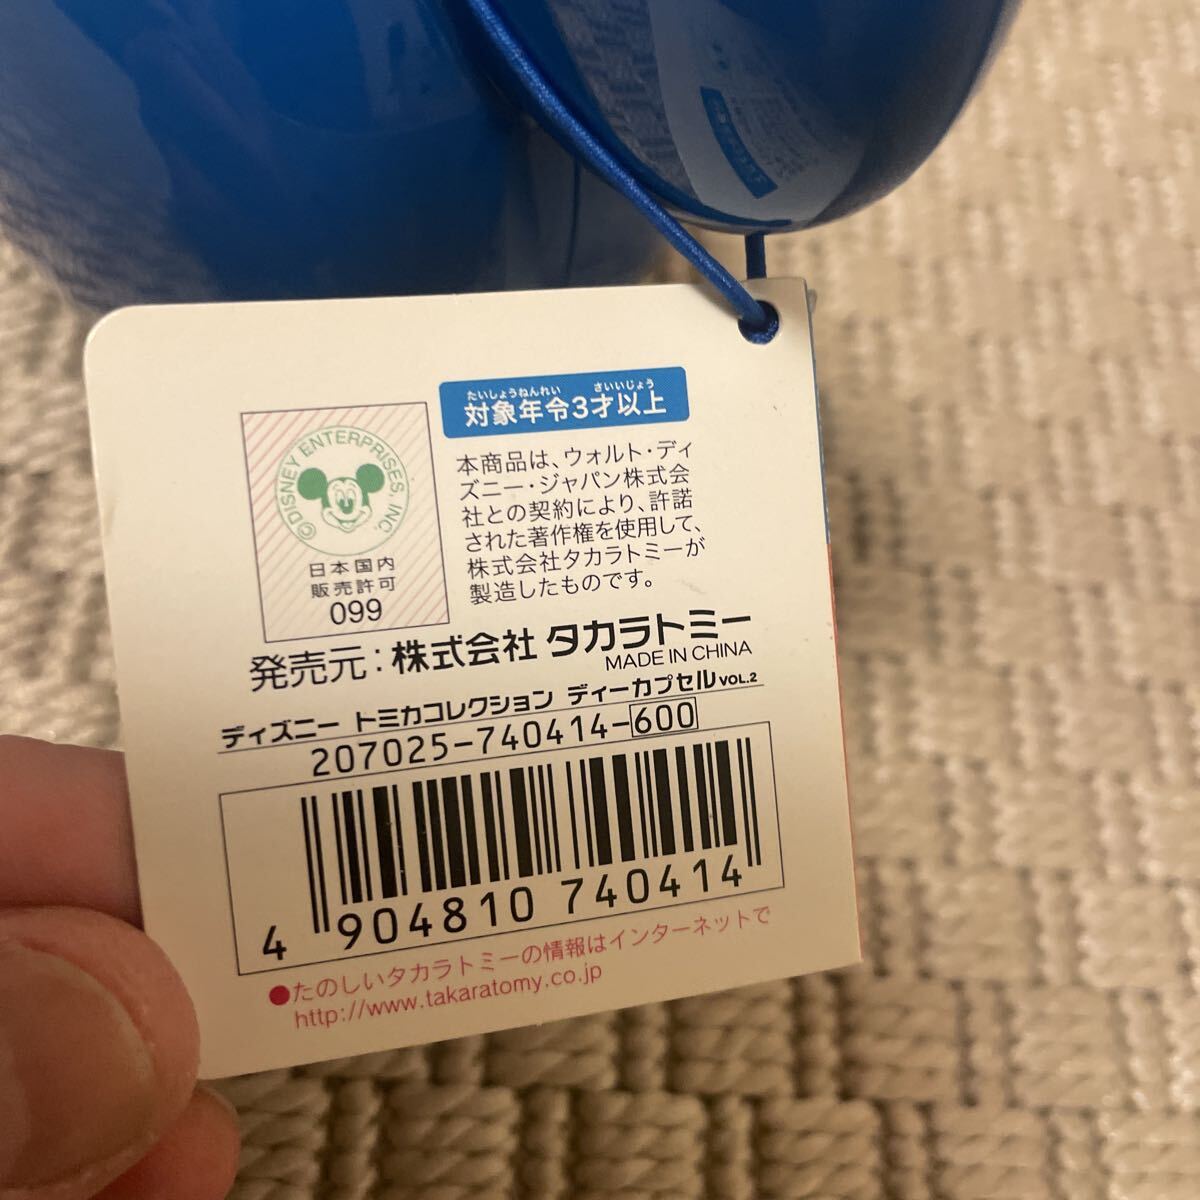 たいしょうねんれい さいいじょう
対象年令3才以上
©DISNEY ENTERPRISES, INC.
日本国内
販売許可
099
本商品は、ウォルト・ディ
ズニー・ジャパン株式会
社との契約により、許諾
された著作権を使用して、
株式会社タカラトミーが
製造したものです。
発売元:株式会社 タカラトミー
MADE IN CHINA
ディズニー トミカコレクション ディーカプセル VOL.2
207025-740414-600
4 904810 740414
●たのしいタカラトミーの情報はインターネットで
http://www.takaratomy.co.jp